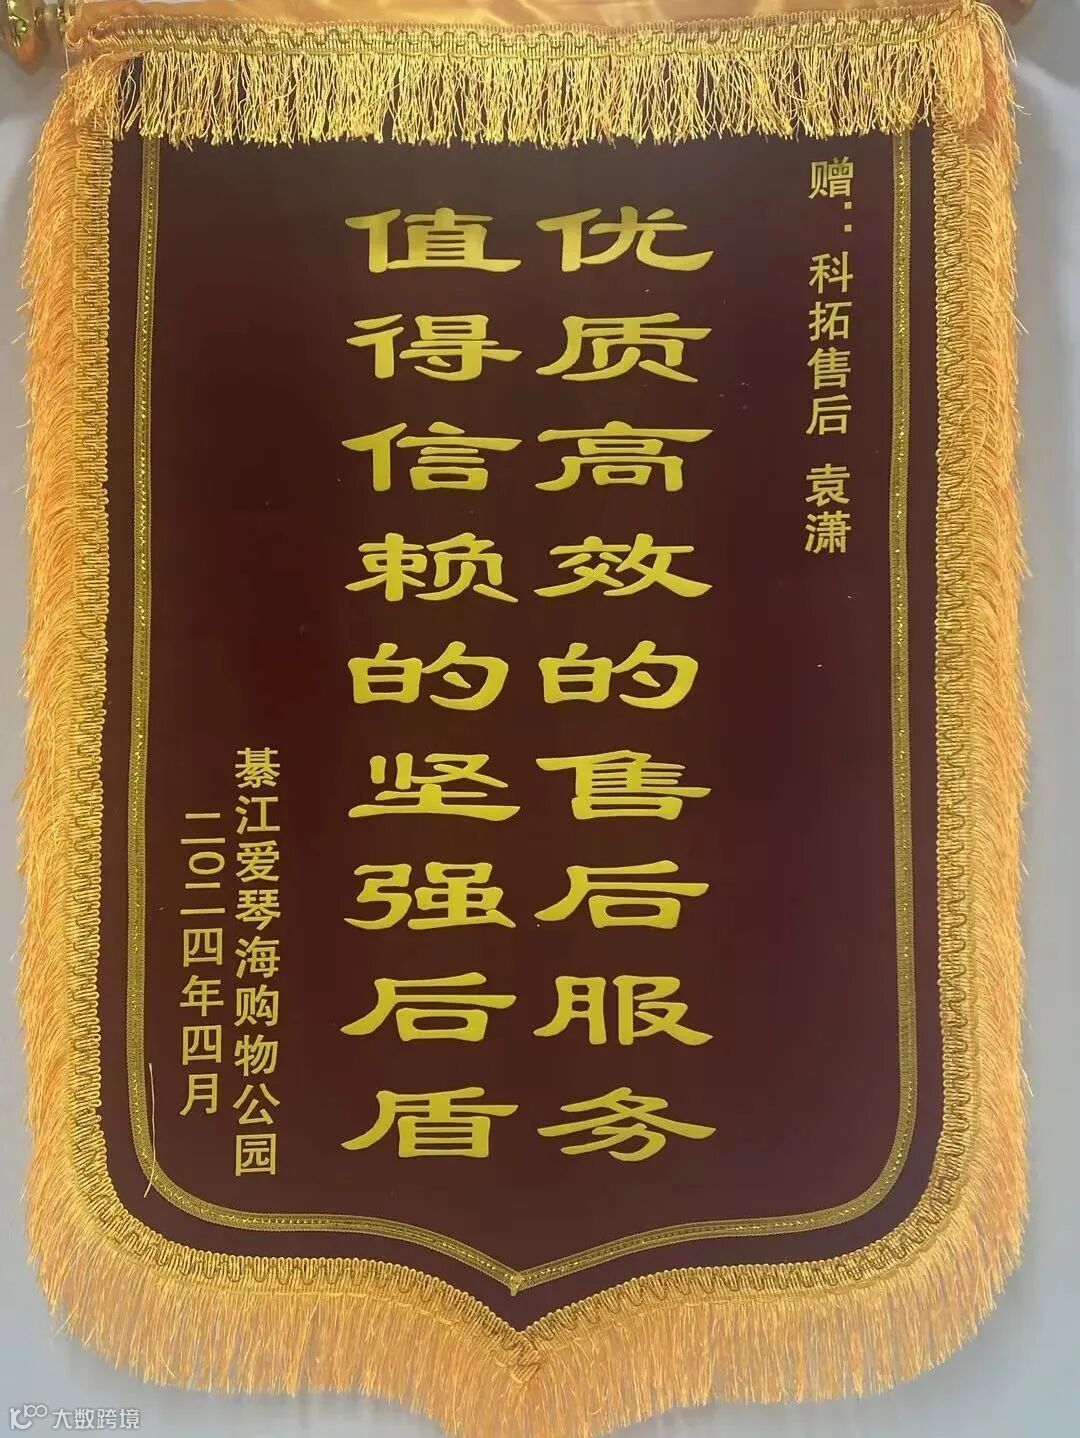 赠：科拓售后 袁潇
优质高效的售后服务
值得信赖的坚强后盾
綦江爱琴海购物公园
二〇二四年四月
大数跨境